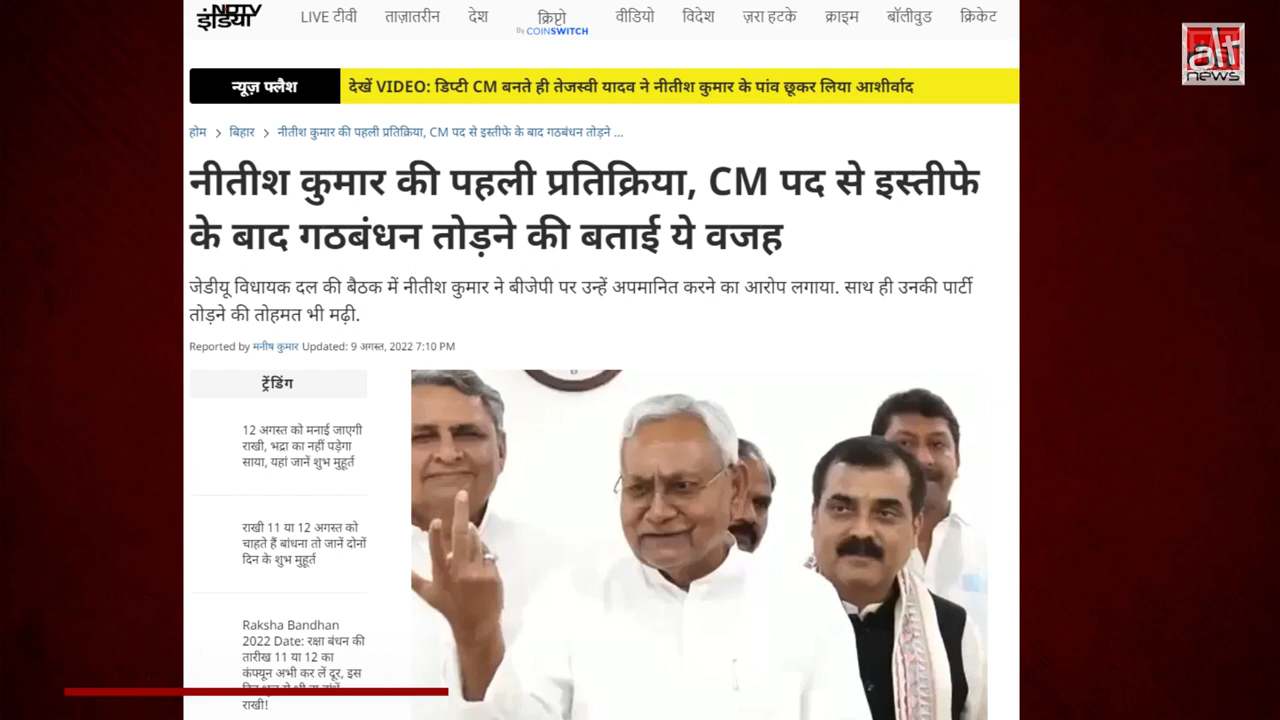 NDTV
इंडिया
LIVE टीवी ताज़ातरीन देश क्रिप्टो वीडियो विदेश ज़रा हटके क्राइम बॉलीवुड क्रिकेट
By COINSWITCH
alt
news
न्यूज़ फ्लैश देखें VIDEO: डिप्टी CM बनते ही तेजस्वी यादव ने नीतीश कुमार के पांव छूकर लिया आशीर्वाद
होम > बिहार > नीतीश कुमार की पहली प्रतिक्रिया, CM पद से इस्तीफे के बाद गठबंधन तोड़ने ...
नीतीश कुमार की पहली प्रतिक्रिया, CM पद से इस्तीफे
के बाद गठबंधन तोड़ने की बताई ये वजह
जेडीयू विधायक दल की बैठक में नीतीश कुमार ने बीजेपी पर उन्हें अपमानित करने का आरोप लगाया. साथ ही उनकी पार्टी
तोड़ने की तोहमत भी मढ़ी.
Reported by मनीष कुमार Updated: 9 अगस्त, 2022 7:10 PM
ट्रेंडिंग
12 अगस्त को मनाई जाएगी
राखी, भद्रा का नहीं पड़ेगा
साया, यहां जानें शुभ मुहूर्त
राखी 11 या 12 अगस्त को
चाहते हैं बांधना तो जानें दोनों
दिन के शुभ मुहूर्त
Raksha Bandhan
2022 Date: रक्षा बंधन की
तारीख 11 या 12 का
कंफ्यून अभी कर लें दूर, इस
राखी!